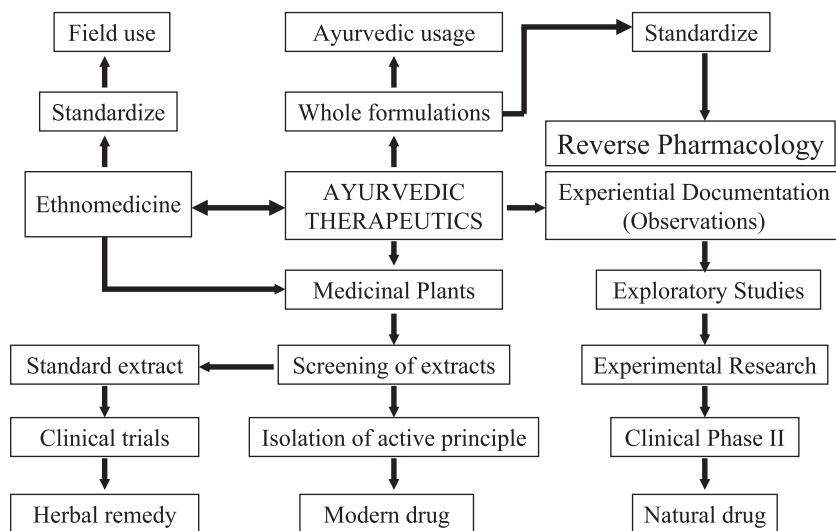 Field use
Ayurvedic usage
Standardize
Standardize
Whole formulations
Reverse Pharmacology
Ethnomedicine
AYURVEDIC
THERAPEUTICS
Experiential Documentation
(Observations)
Medicinal Plants
Exploratory Studies
Standard extract
Screening of extracts
Experimental Research
Clinical trials
Isolation of active principle
Clinical Phase II
Herbal remedy
Modern drug
Natural drug